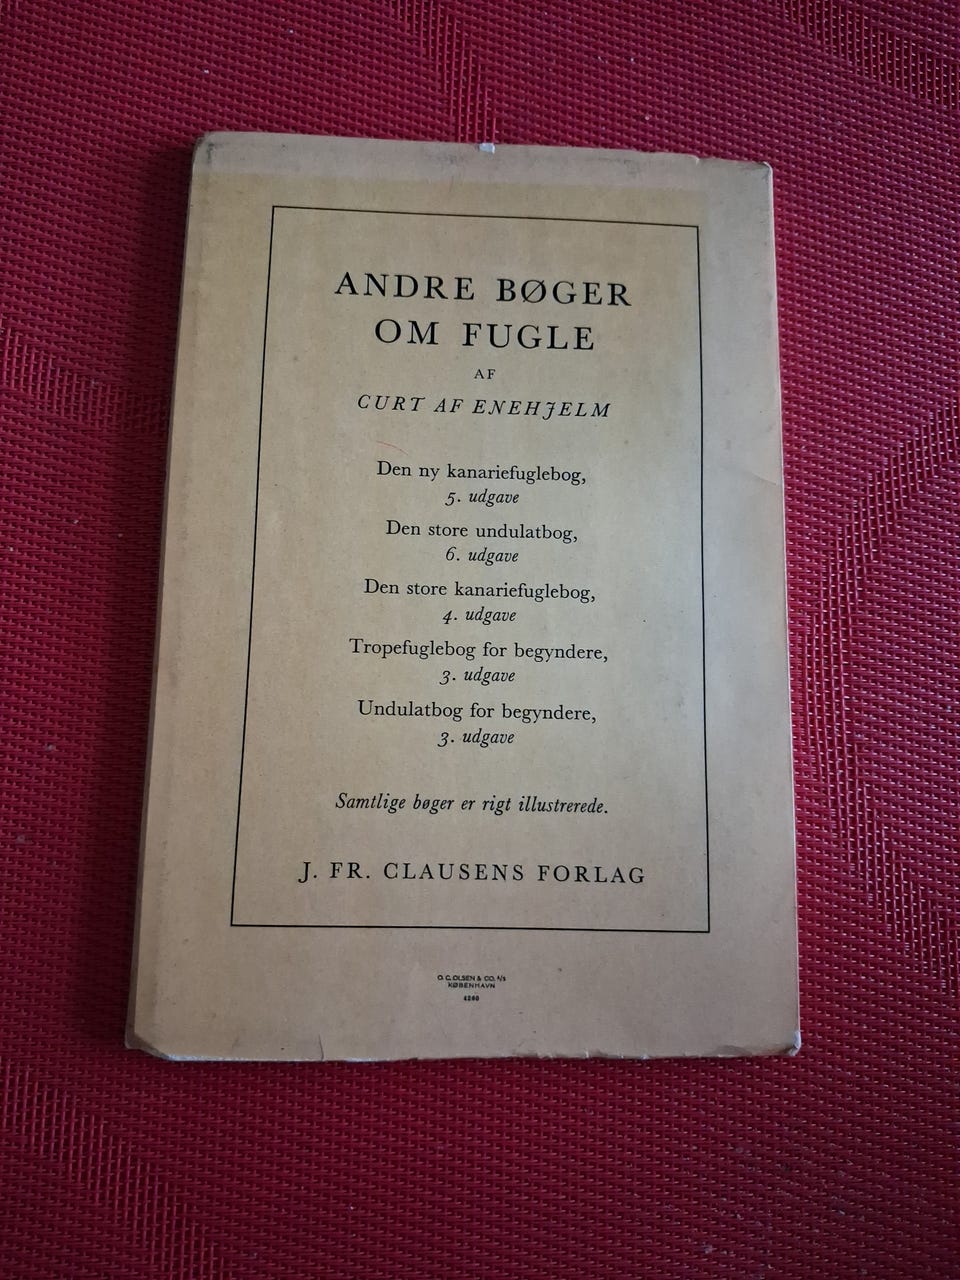 ANDRE BØGER
OM FUGLE
AF
CURT AF ENEHJELM
Den ny kanariefuglebog,
5. udgave
Den store undulatbog,
6. udgave
Den store kanariefuglebog,
4. udgave
Tropefuglebog for begyndere,
3. udgave
Undulatbog for begyndere,
3. udgave
Samtlige bøger er rigt illustrerede.
J. FR. CLAUSENS FORLAG
O. C. OLSEN & CO. A/S
KØBENHAVN